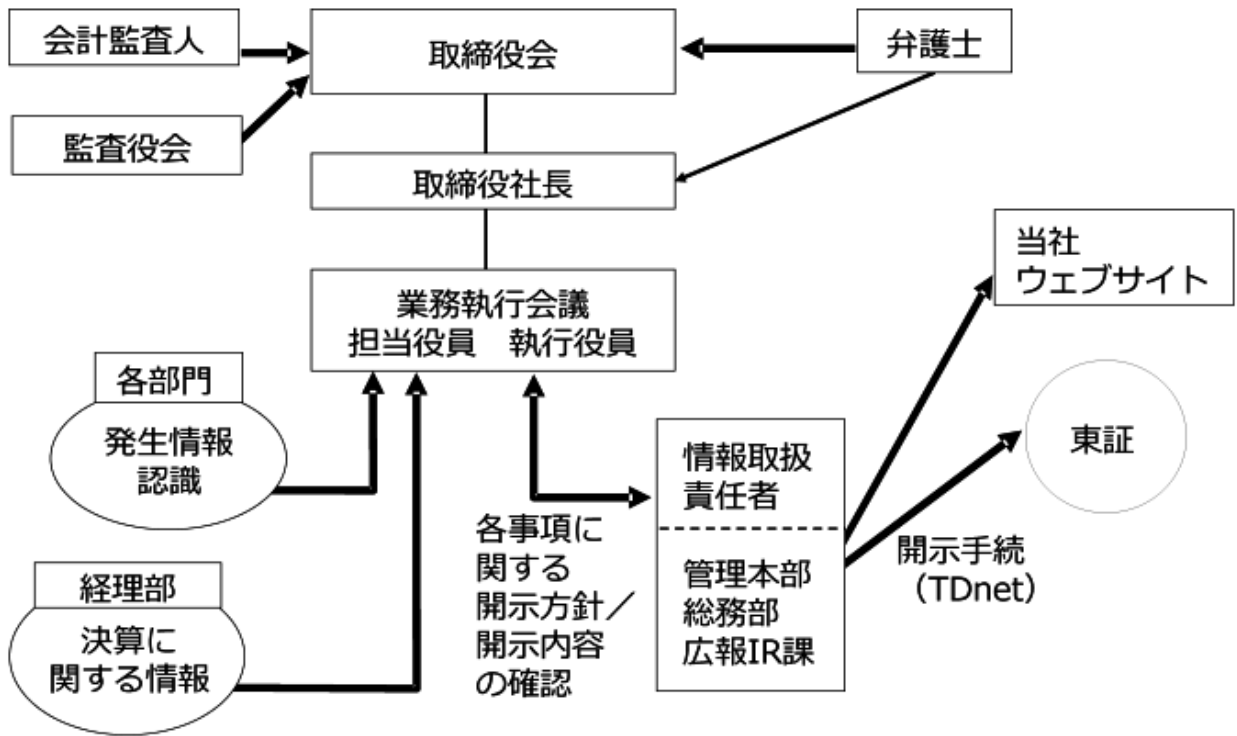 会計監査人
取締役会
弁護士
監査役会
取締役社長
当社
ウェブサイト
業務執行会議
担当役員 執行役員
各部門
発生情報
認識
情報取扱
責任者
東証
各事項に
関する
開示方針／
開示内容
の確認
管理本部
総務部
広報IR課
開示手続
（TDnet）
経理部
決算に
関する情報